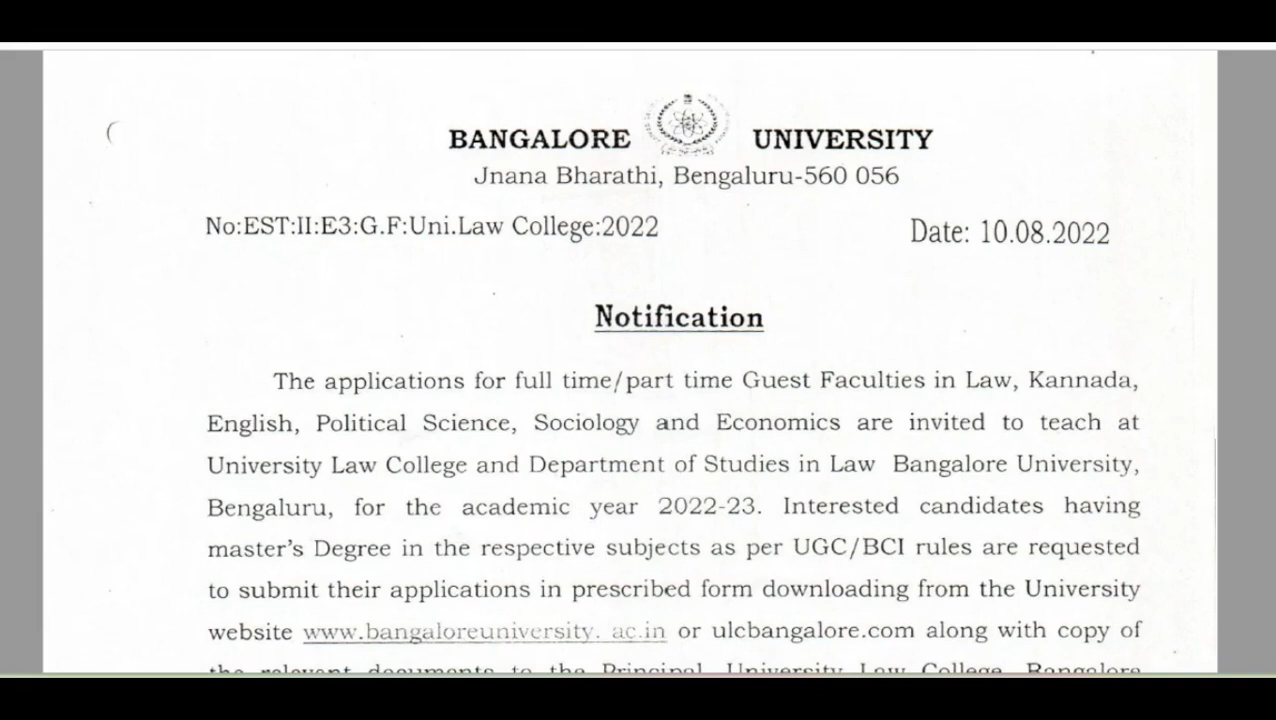 BANGALORE UNIVERSITY
Jnana Bharathi, Bengaluru-560 056
No:EST:II:E3:G.F:Uni.Law College:2022 Date: 10.08.2022
Notification
The applications for full time/part time Guest Faculties in Law, Kannada,
English, Political Science, Sociology and Economics are invited to teach at
University Law College and Department of Studies in Law Bangalore University,
Bengaluru, for the academic year 2022-23. Interested candidates having
master's Degree in the respective subjects as per UGC/BCI rules are requested
to submit their applications in prescribed form downloading from the University
website www.bangaloreuniversity. ac.in or ulcbangalore.com along with copy of
the relevant documents to the Principal, University Law College, Bangalore